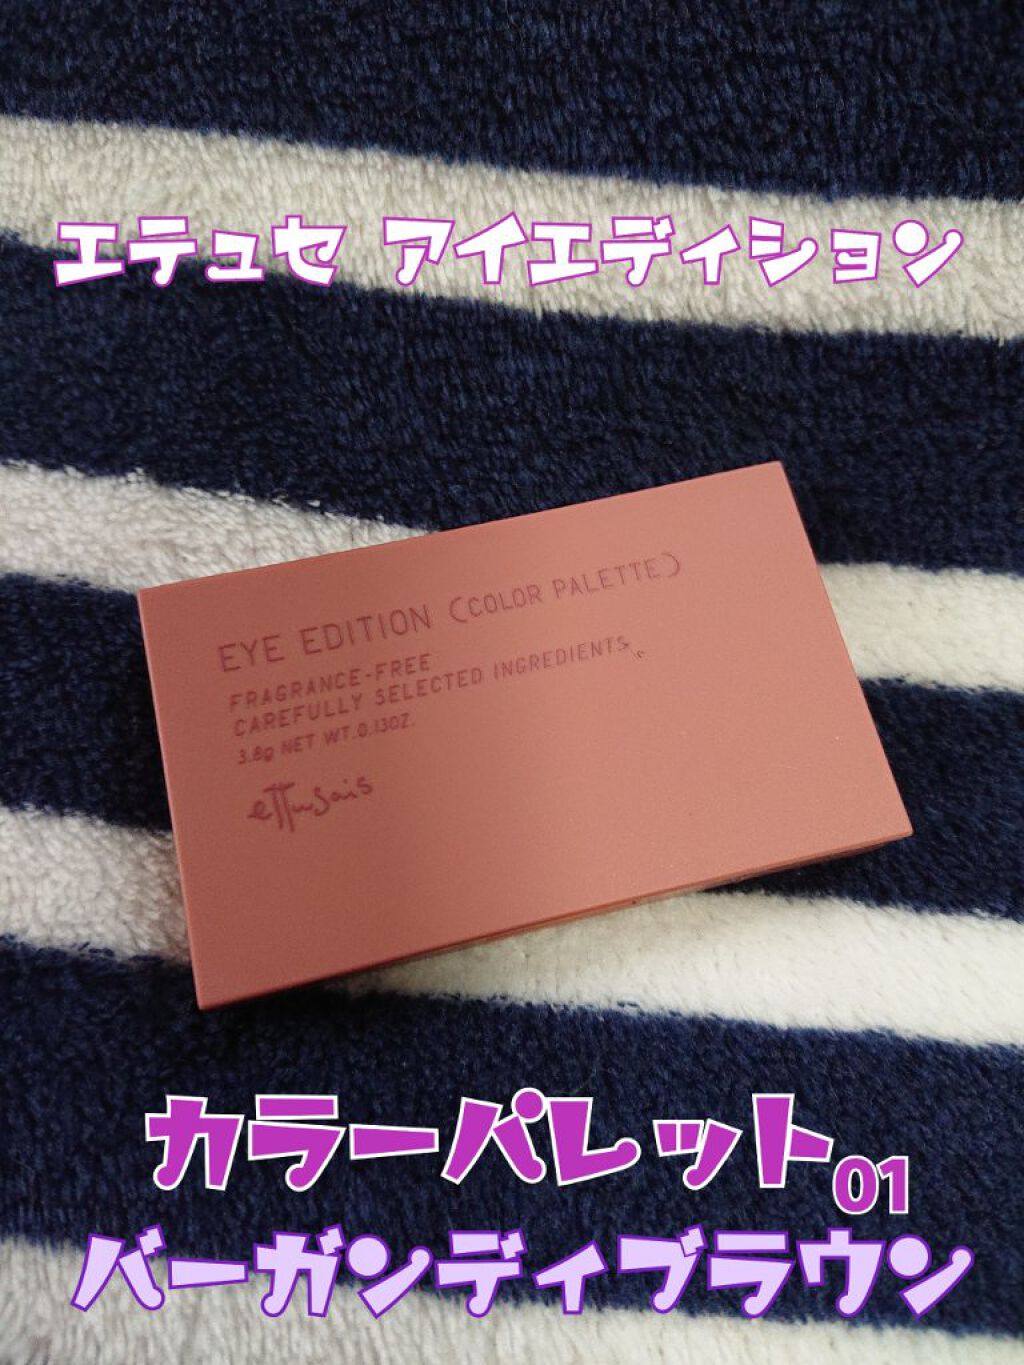 エテュセ アイエディション
EYE EDITION (COLOR PALETTE)
FRAGRANCE-FREE
CAREFULLY SELECTED INGREDIENTS
3.8g NET WT.0.13OZ.
ettusais
カラーパレット01
バーガンディブラウン